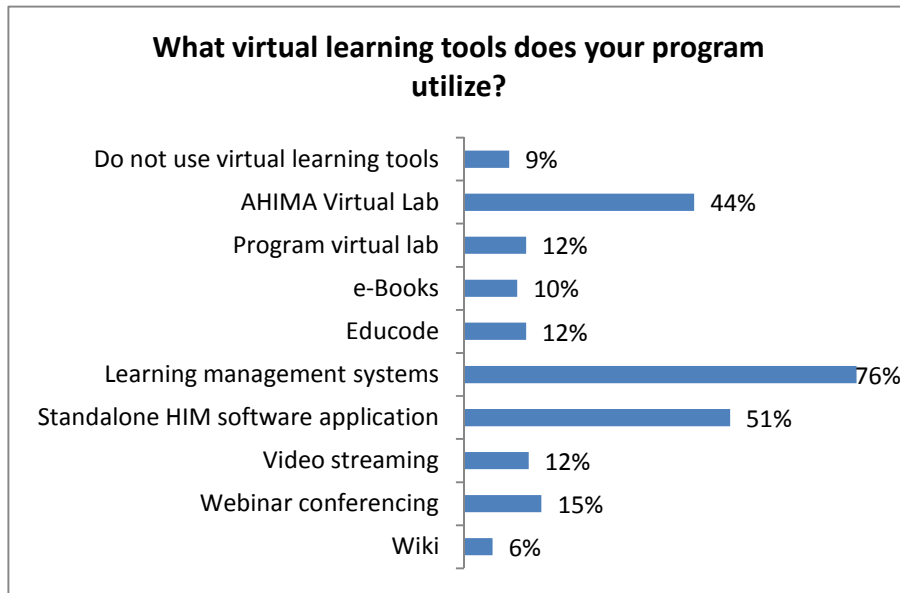 What virtual learning tools does your program
utilize?
Do not use virtual learning tools 9%
AHIMA Virtual Lab 44%
Program virtual lab 12%
e-Books 10%
Educode 12%
Learning management systems 76%
Standalone HIM software application 51%
Video streaming 12%
Webinar conferencing 15%
Wiki 6%